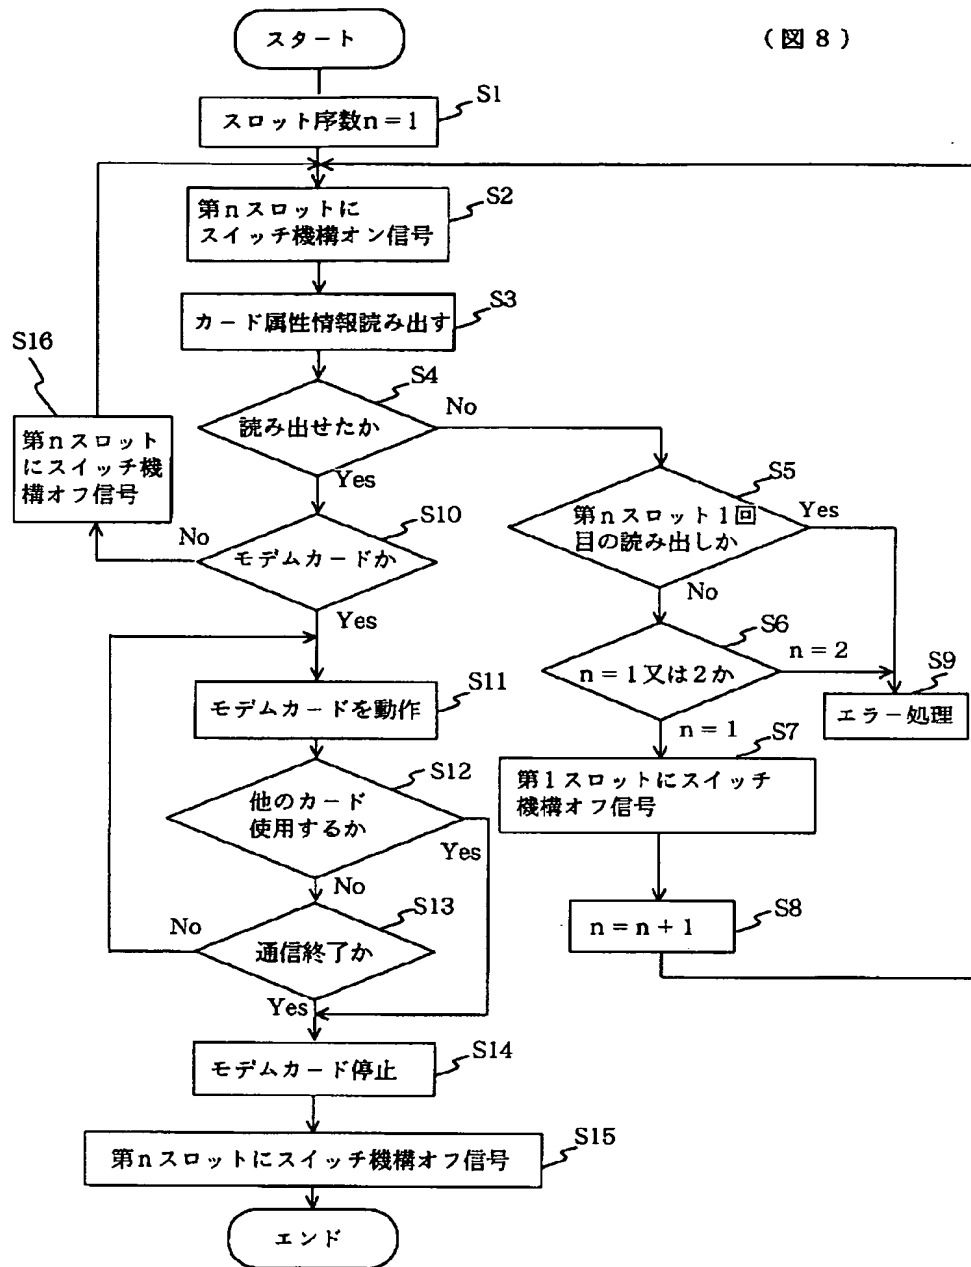 (図8)
スタート
S1
スロット序数n=1
S2
第nスロットに
スイッチ機構オン信号
S3
カード属性情報読み出す
S4
読み出せたか
No
Yes
S16
第nスロット
にスイッチ機
構オフ信号
S10
モデムカードか
No
Yes
S5
第nスロット1回
目の読み出しか
Yes
No
S6
n=1又は2か
n=2
n=1
S9
エラー処理
S7
第1スロットにスイッチ
機構オフ信号
S8
n=n+1
S11
モデムカードを動作
S12
他のカード
使用するか
Yes
No
S13
通信終了か
No
Yes
S14
モデムカード停止
S15
第nスロットにスイッチ機構オフ信号
エンド